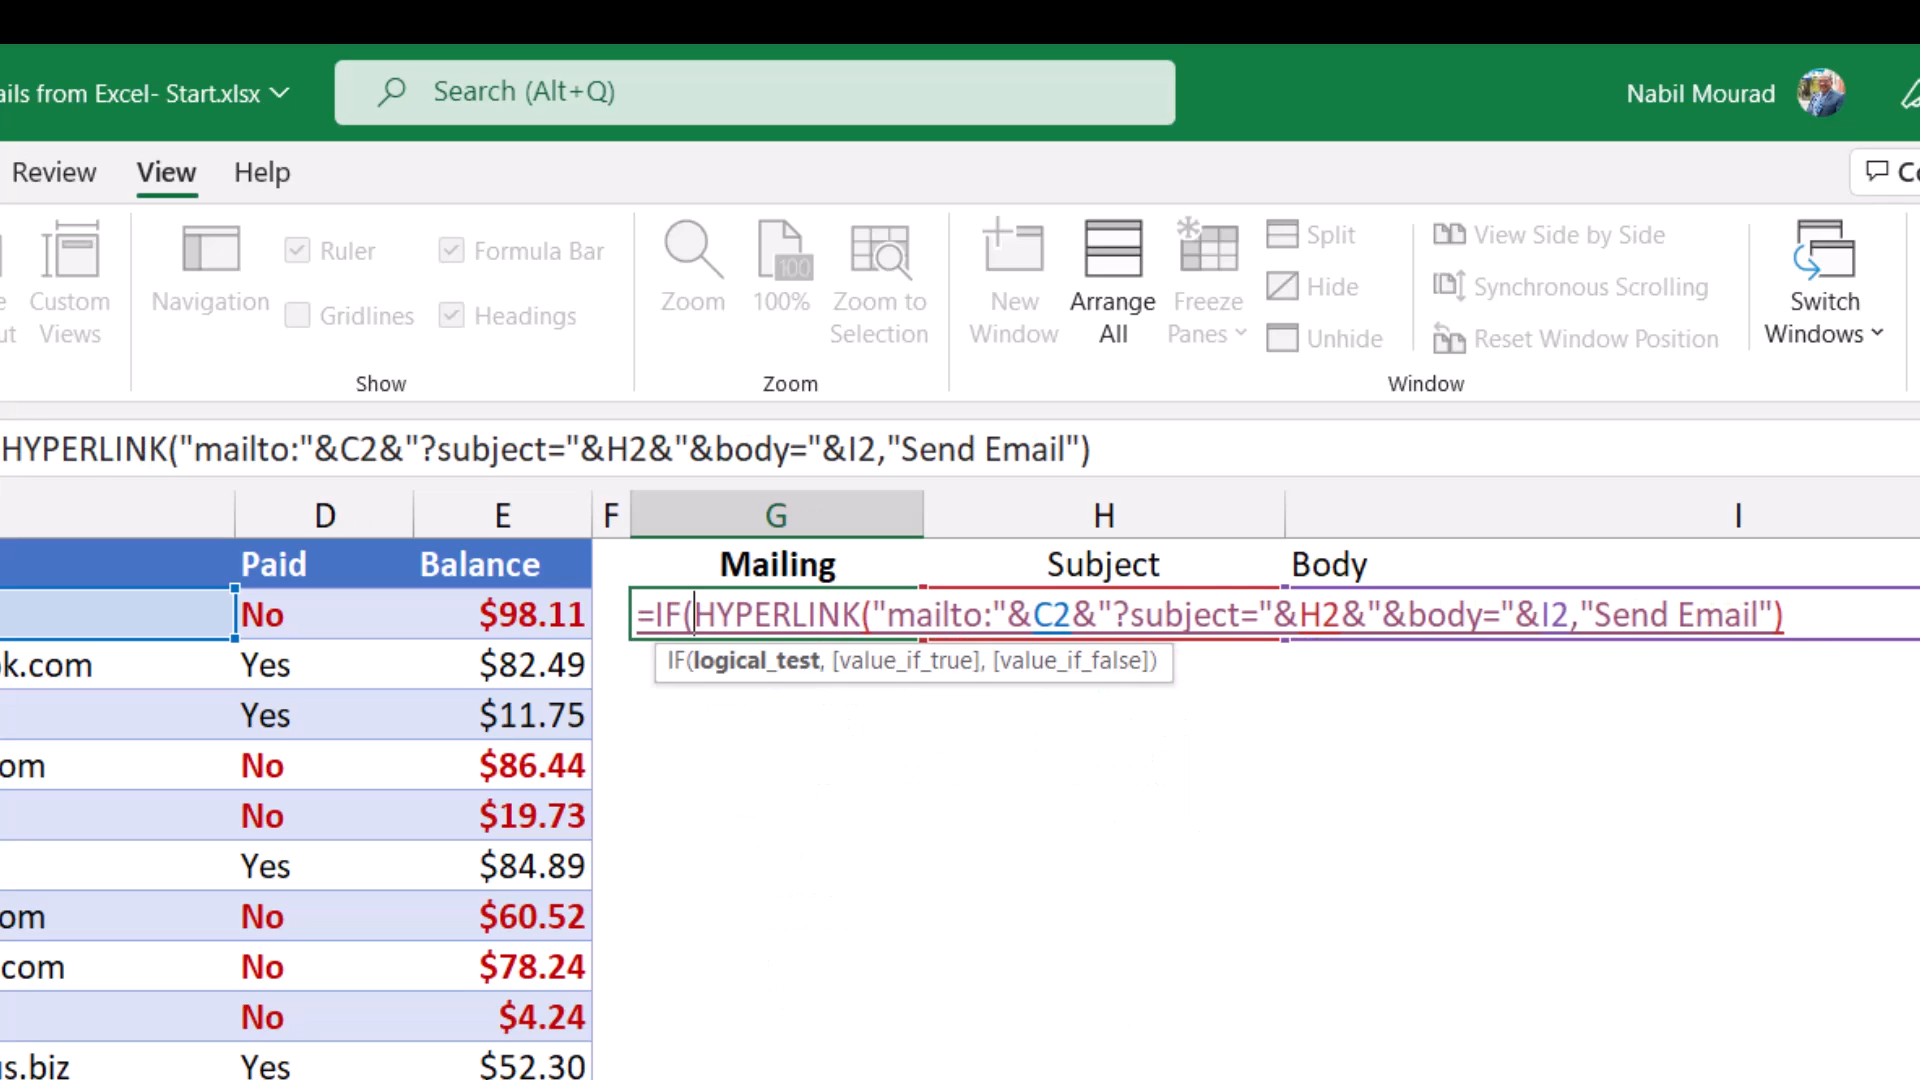 ails from Excel- Start.xlsx
Search (Alt+Q)
Nabil Mourad
Review View Help
Custom Views
Navigation
Ruler
Formula Bar
Gridlines
Headings
Show
Zoom
100%
Zoom to Selection
Zoom
New Window
Arrange All
Freeze Panes
Split
Hide
Unhide
View Side by Side
Synchronous Scrolling
Reset Window Position
Switch Windows
Window
HYPERLINK("mailto:"&C2&"?subject="&H2&"&body="&I2,"Send Email")
D E F G H I
Paid Balance Mailing Subject Body
No $98.11 =IF(HYPERLINK("mailto:"&C2&"?subject="&H2&"&body="&I2,"Send Email")
IF(logical_test, [value_if_true], [value_if_false])
k.com Yes $82.49
Yes $11.75
om No $86.44
No $19.73
Yes $84.89
om No $60.52
.com No $78.24
No $4.24
s.biz Yes $52.30